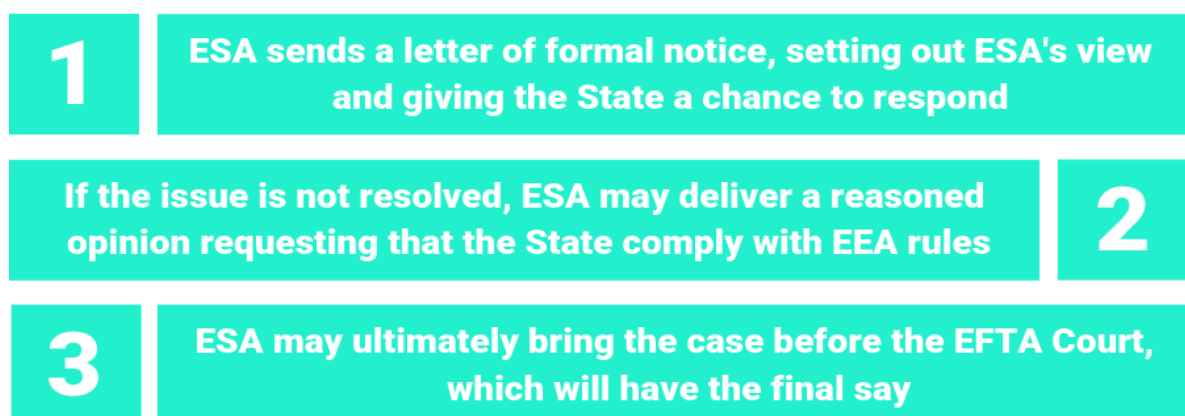 1
ESA sends a letter of formal notice, setting out ESA's view
and giving the State a chance to respond
If the issue is not resolved, ESA may deliver a reasoned
opinion requesting that the State comply with EEA rules
2
3
ESA may ultimately bring the case before the EFTA Court,
which will have the final say